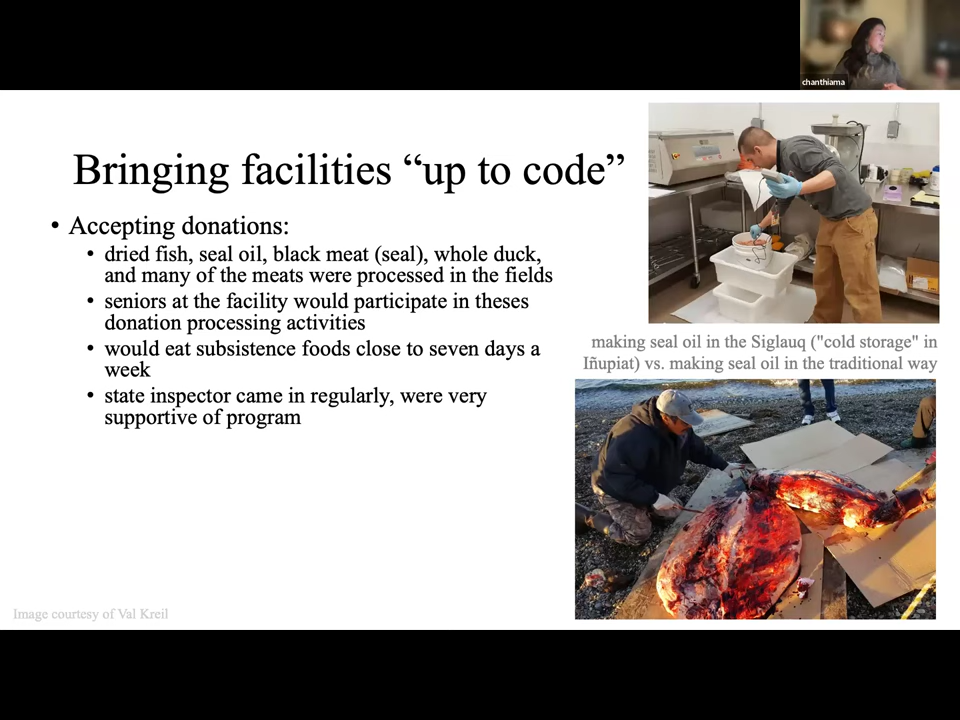 chanthiama
Bringing facilities “up to code”
• Accepting donations:
• dried fish, seal oil, black meat (seal), whole duck,
and many of the meats were processed in the fields
• seniors at the facility would participate in theses
donation processing activities
• would eat subsistence foods close to seven days a
week
• state inspector came in regularly, were very
supportive of program
making seal oil in the Siglauq ("cold storage" in
Iñupiat) vs. making seal oil in the traditional way
Image courtesy of Val Kreil